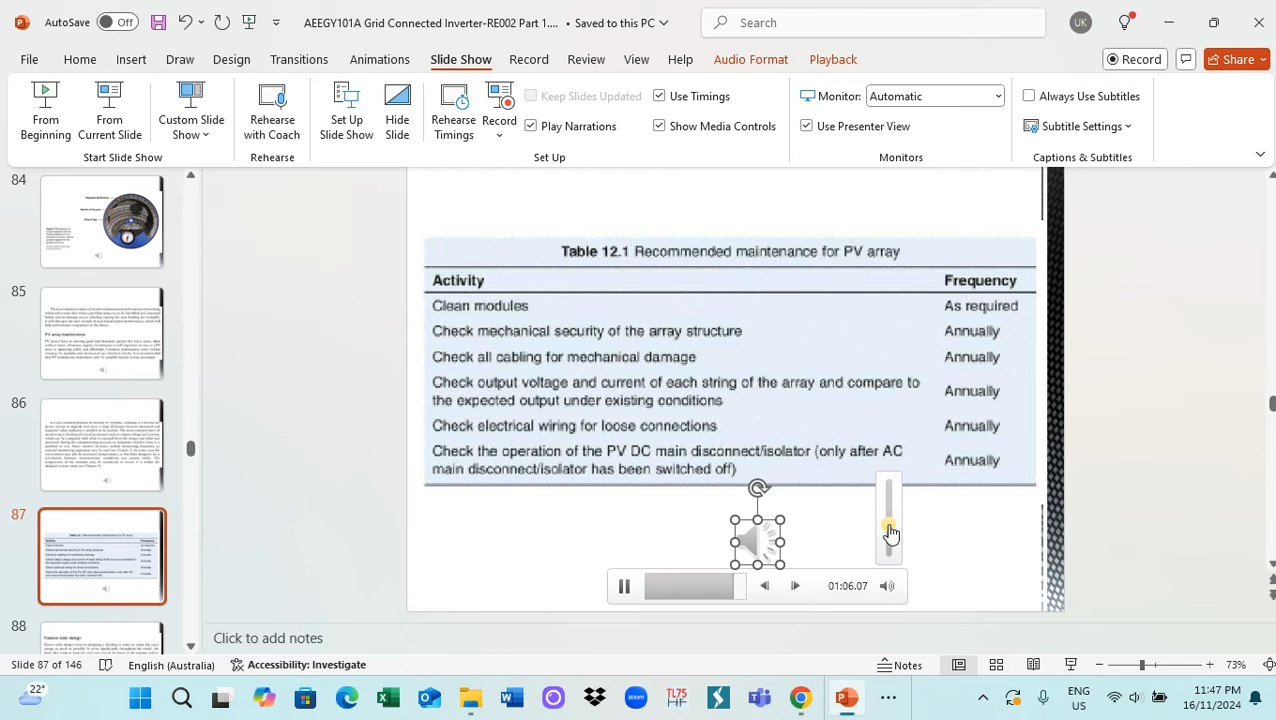 AutoSave Off
AEEGY101A Grid Connected Inverter-RE002 Part 1.... • Saved to this PC
Search
UK
File Home Insert Draw Design Transitions Animations Slide Show rd Review View Help Audio Format Playback
Record Share
From Beginning
From Current Slide
Custom Slide Show
Rehearse with Coach
Set Up Slide Show
Hide Slide
Rehearse Timings
Record
Keep Slides Updated
Use Timings
Play Narrations
Show Media Controls
Monitor: Automatic
Use Presenter View
Always Use Subtitles
Subtitle Settings
Start Slide Show Rehearse Set Up Monitors Captions & Subtitles
84
85
PV array maintenance
86
87
88
Passive solar design
Table 12.1 Recommended maintenance for PV array
Activity Frequency
Clean modules As required
Check mechanical security of the array structure Annually
Check all cabling for mechanical damage Annually
Check output voltage and current of each string of the array and compare to
the expected output under existing conditions Annually
Check electrical wiring for loose connections Annually
Check the operation of the PV DC main disconnect/isolator (only after AC
main disconnect/isolator has been switched off) Annually
01:06.07
Click to add notes
Slide 87 of 146 English (Australia) Accessibility: Investigate Notes 73%
22°
TL75
zoom
ENG
US
11:47 PM
16/11/2024